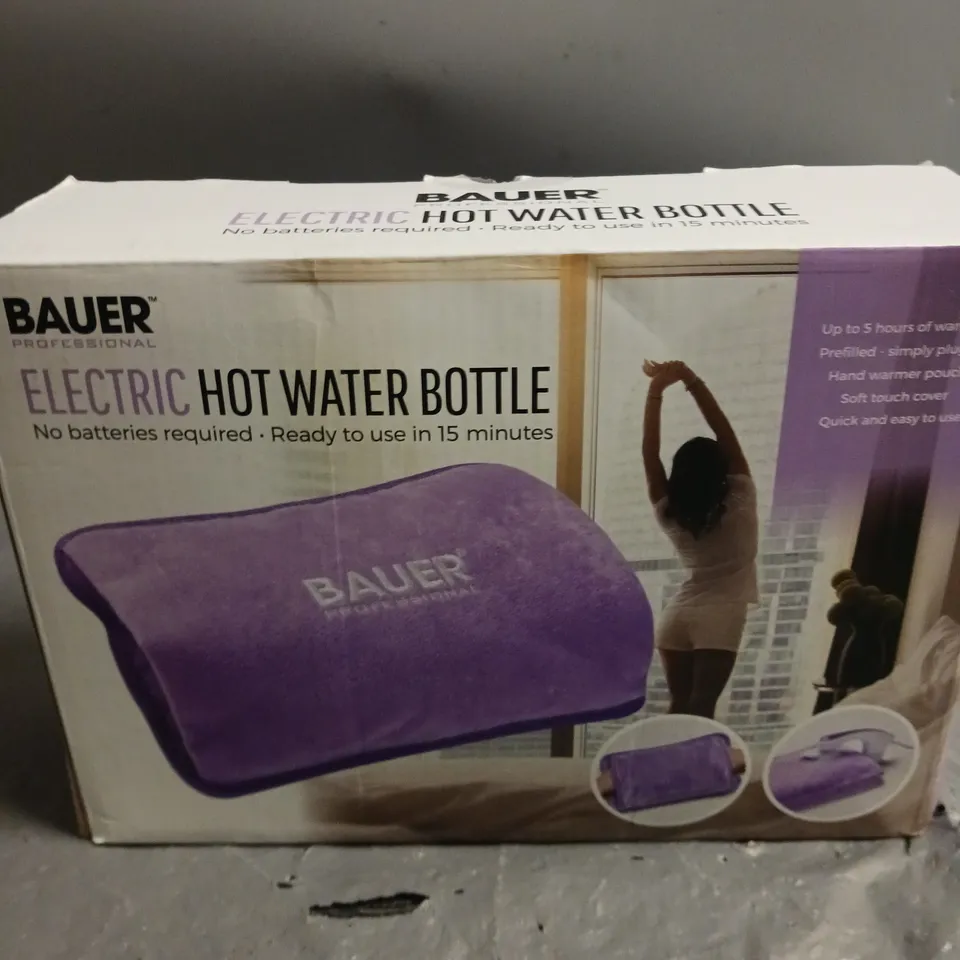 BAUER
PROFESSIONAL
ELECTRIC HOT WATER BOTTLE
No batteries required · Ready to use in 15 minutes
BAUER™
PROFESSIONAL
ELECTRIC HOT WATER BOTTLE
No batteries required · Ready to use in 15 minutes
Up to 5 hours of
Prefilled - simply
Hand warmer
Soft touch cover
Quick and easy to use
BAUER®
PROFESSIONAL